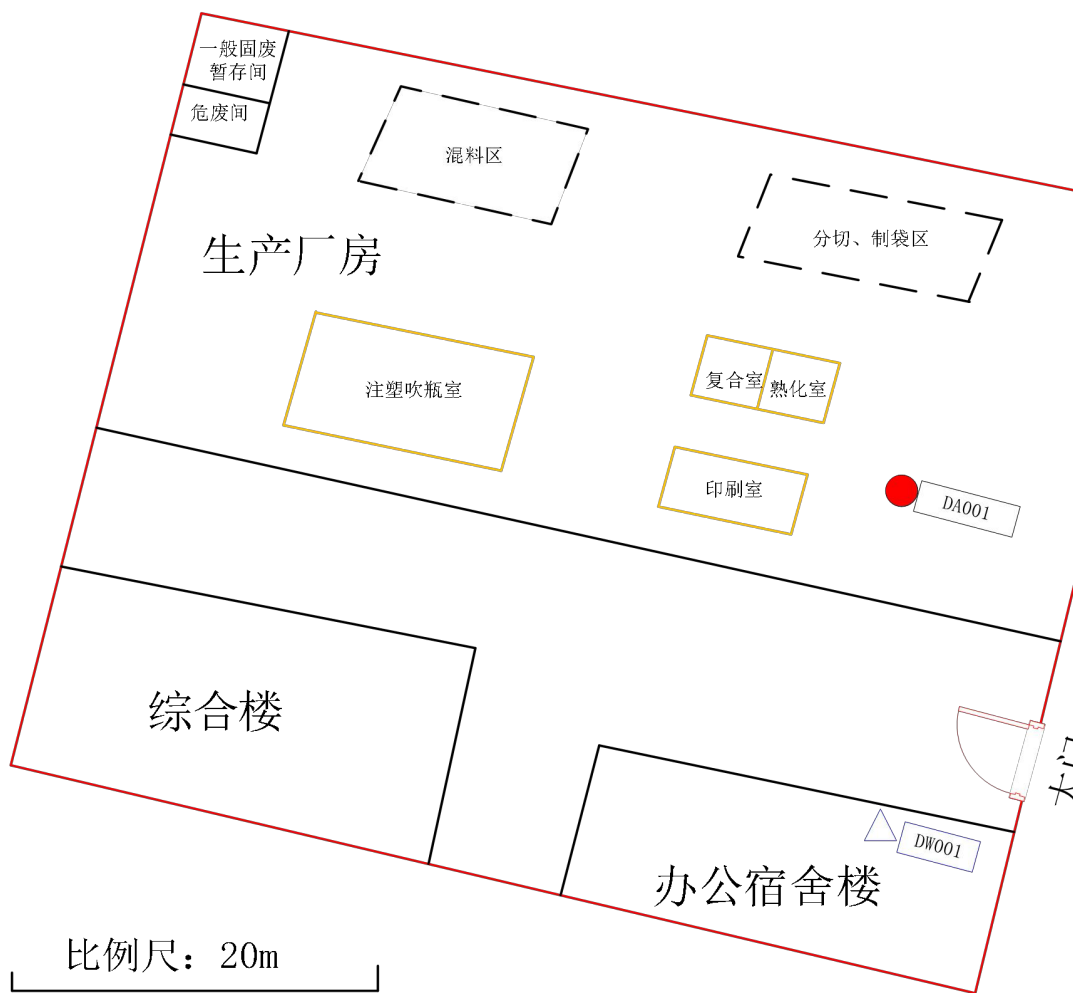 一般固废
暂存间
危废间
混料区
分切、制袋区
生产厂房
注塑吹瓶室
复合室
熟化室
印刷室
DA001
综合楼
大门
DW001
办公宿舍楼
比例尺：20m